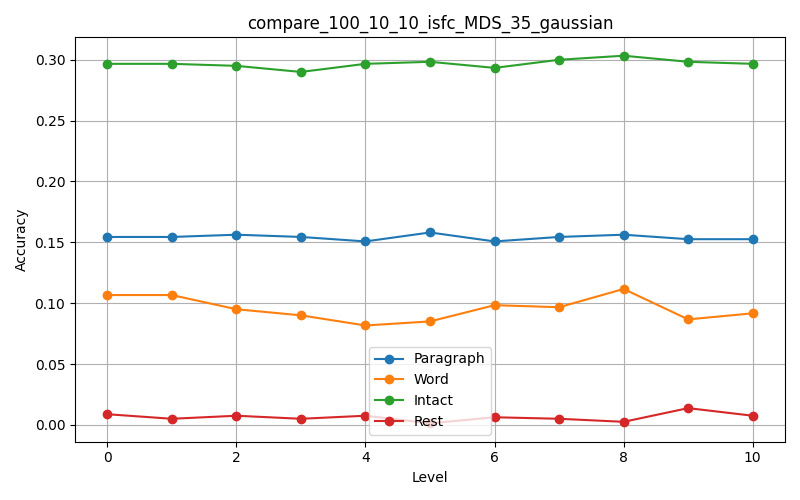 compare_100_10_10_isfc_MDS_35_gaussian
Accuracy
0.30
0.25
0.20
0.15
0.10
0.05
0.00
Paragraph
Word
Intact
Rest
0 2 4 6 8 10
Level